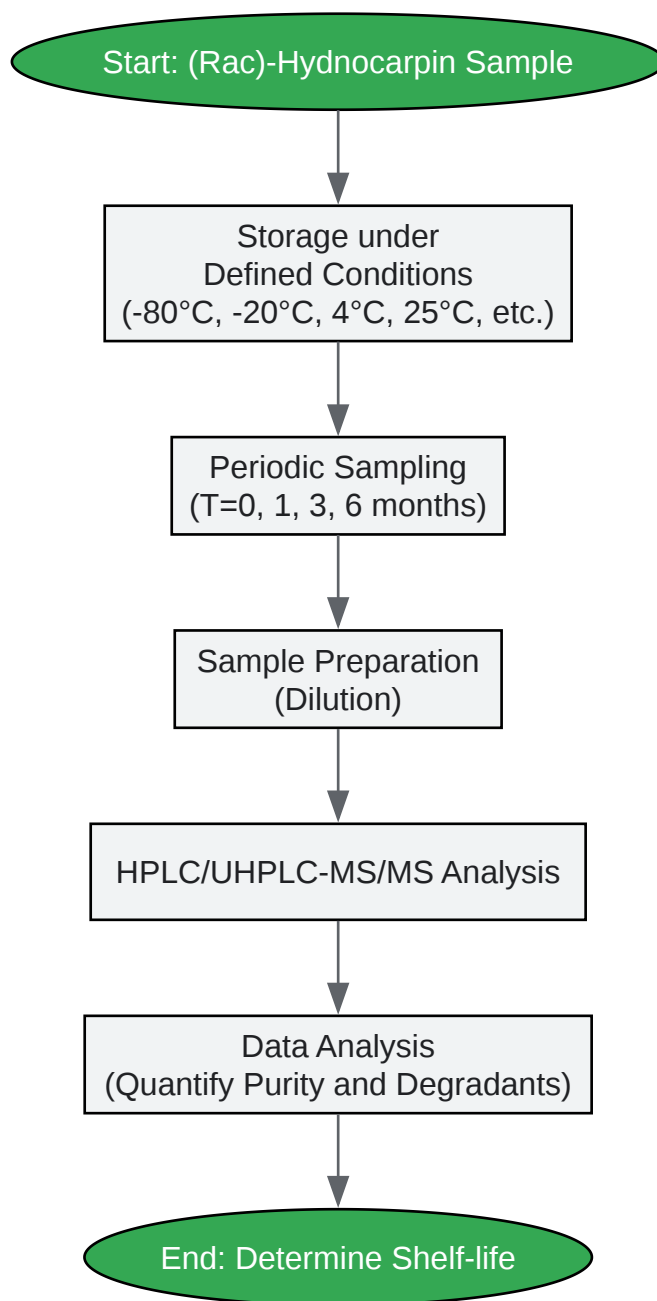 Start: (Rac)-Hydnocarpin Sample
Storage under
Defined Conditions
(-80°C, -20°C, 4°C, 25°C, etc.)
Periodic Sampling
(T=0, 1, 3, 6 months)
Sample Preparation
(Dilution)
HPLC/UHPLC-MS/MS Analysis
Data Analysis
(Quantify Purity and Degradants)
End: Determine Shelf-life